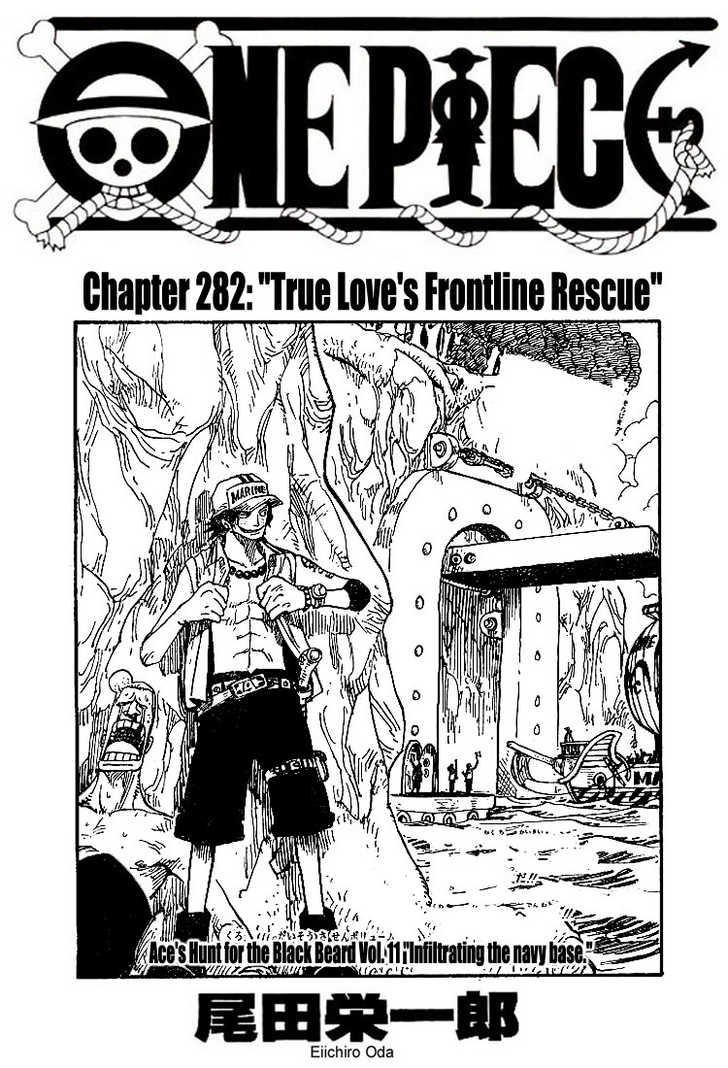 ONE PIECE
Chapter 282: "True Love's Frontline Rescue"
MARINE
Ace's Hunt for the Black Beard Vol. 11,"Infiltrating the navy base."
尾田栄一郎
Eiichiro Oda